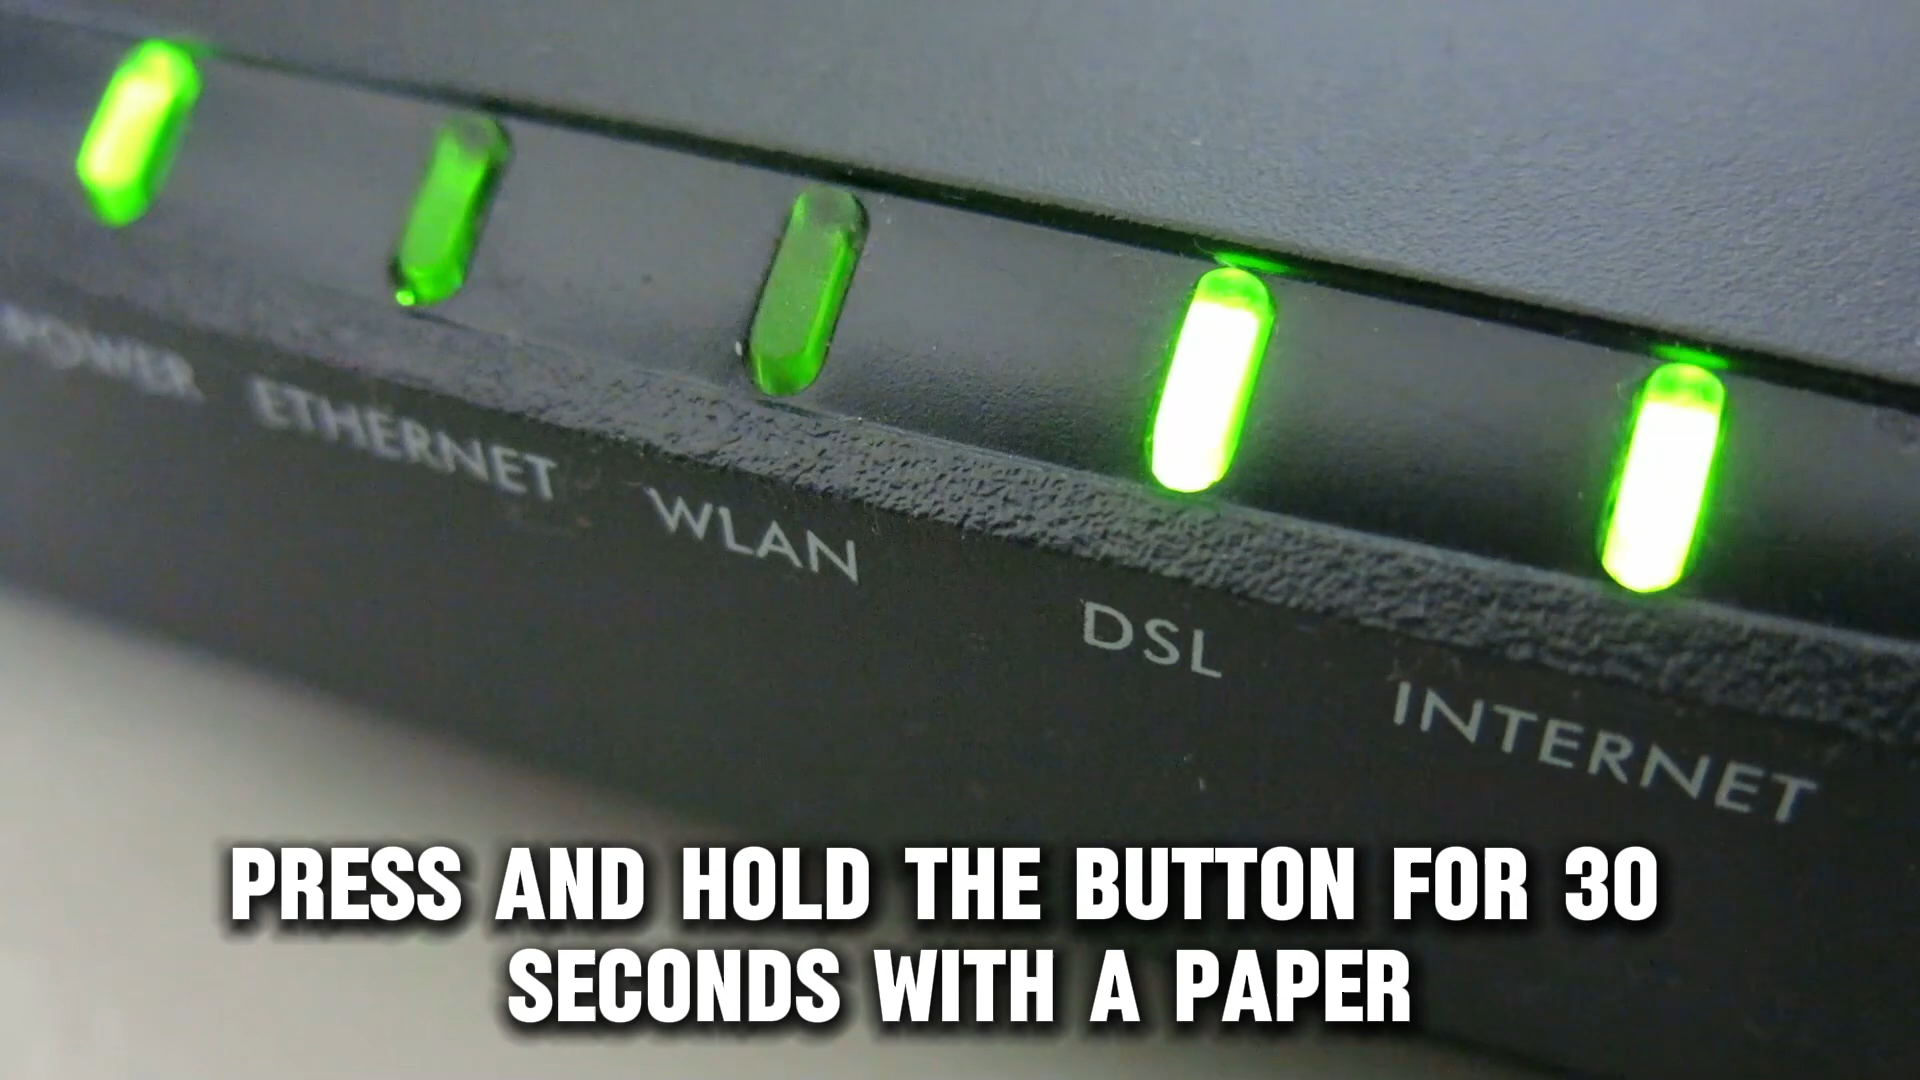 POWER
ETHERNET
WLAN
DSL
INTERNET
PRESS AND HOLD THE BUTTON FOR 30
SECONDS WITH A PAPER